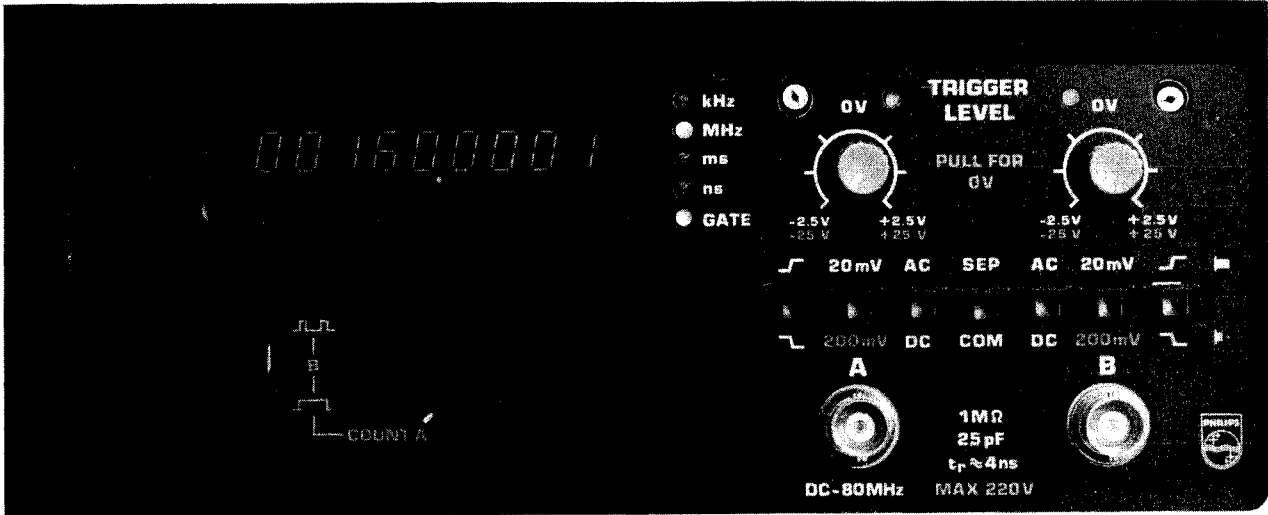 001600001
kHz
MHz
ms
ns
GATE
0V TRIGGER LEVEL 0V
PULL FOR
0V
-2.5V +2.5V -2.5V +2.5V
-25 V +25 V -25 V +25 V
20mV AC SEP AC 20mV
200mV DC COM DC 200mV
A B
1MΩ
25pF
tr≈4ns
DC-80MHz MAX 220V
PHILIPS
B
COUNT A